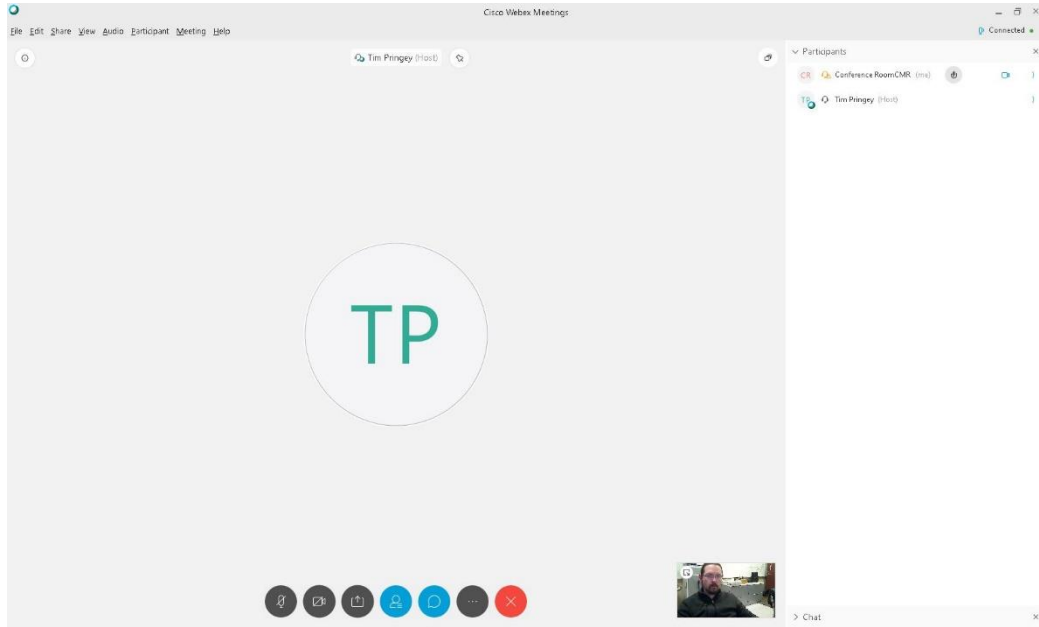 Cisco Webex Meetings
File Edit Share View Audio Participant Meeting Help
Connected
Tim Pringey (Host)
Participants
CR Conference RoomCMR (me)
TP Tim Pringey (Host)
TP
Chat